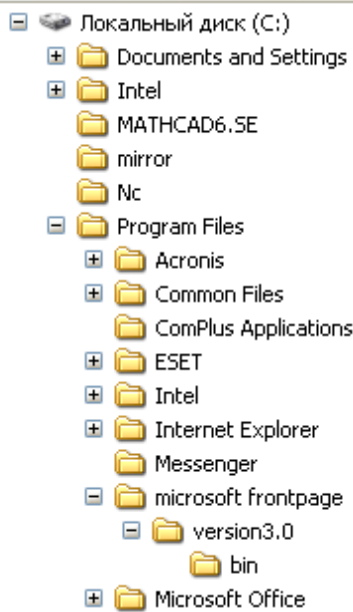 Локальный диск (C:)
Documents and Settings
Intel
MATHCAD6.SE
mirror
Nc
Program Files
Acronis
Common Files
ComPlus Applications
ESET
Intel
Internet Explorer
Messenger
microsoft frontpage
version3.0
bin
Microsoft Office